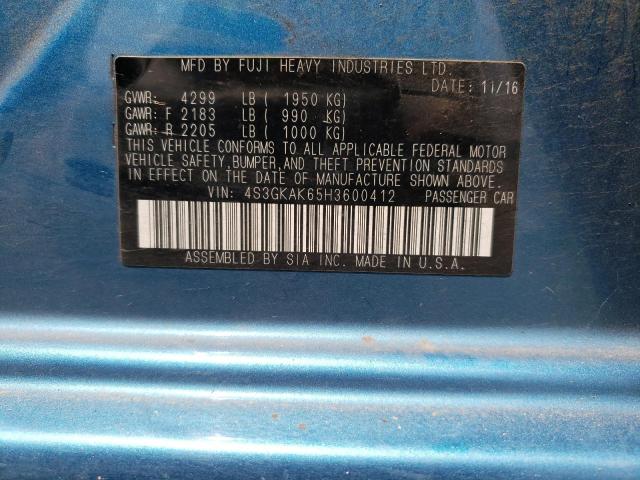 MFD BY FUJI HEAVY INDUSTRIES LTD.
DATE: 11/16
GVWR: 4299 LB ( 1950 KG)
GAWR: F 2183 LB ( 990 KG)
GAWR: R 2205 LB ( 1000 KG)
THIS VEHICLE CONFORMS TO ALL APPLICABLE FEDERAL MOTOR
VEHICLE SAFETY, BUMPER, AND THEFT PREVENTION STANDARDS
IN EFFECT ON THE DATE OF MANUFACTURE SHOWN ABOVE.
VIN: 4S3GKAK65H3600412 PASSENGER CAR
ASSEMBLED BY SIA INC. MADE IN U.S.A.